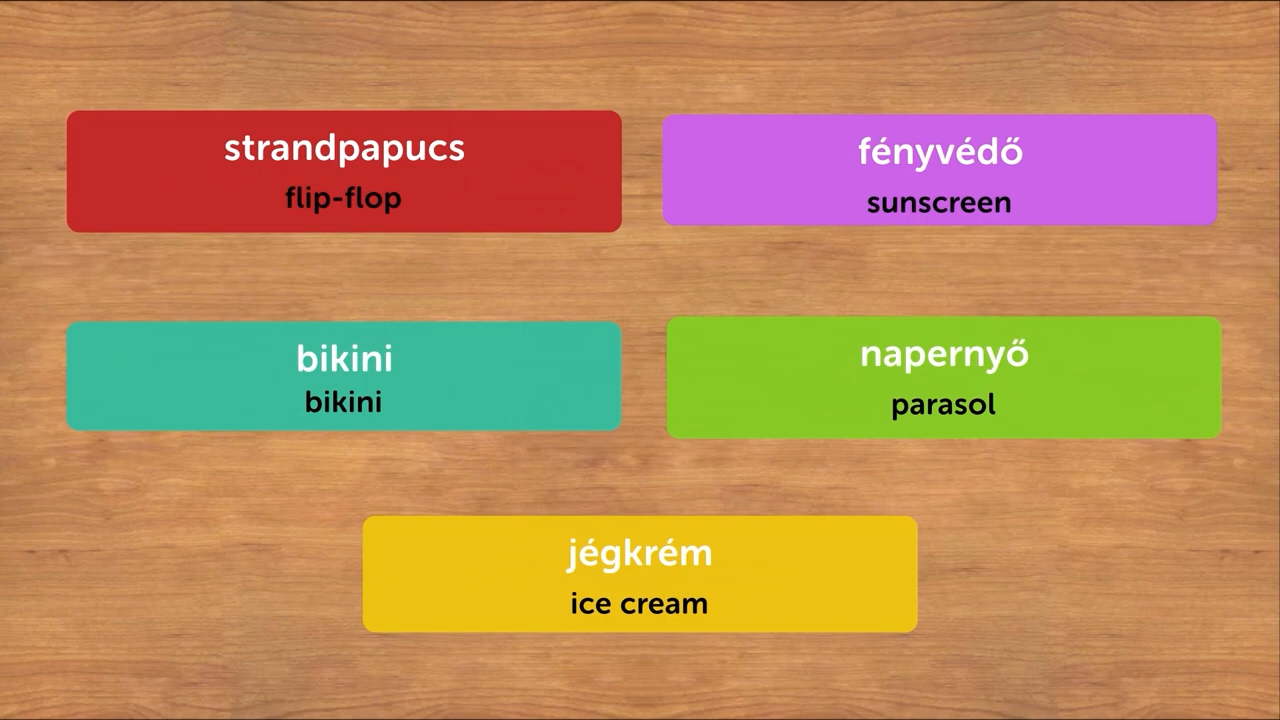 strandpapucs
flip-flop
fényvédő
sunscreen
bikini
bikini
napernyő
parasol
jégkrém
ice cream